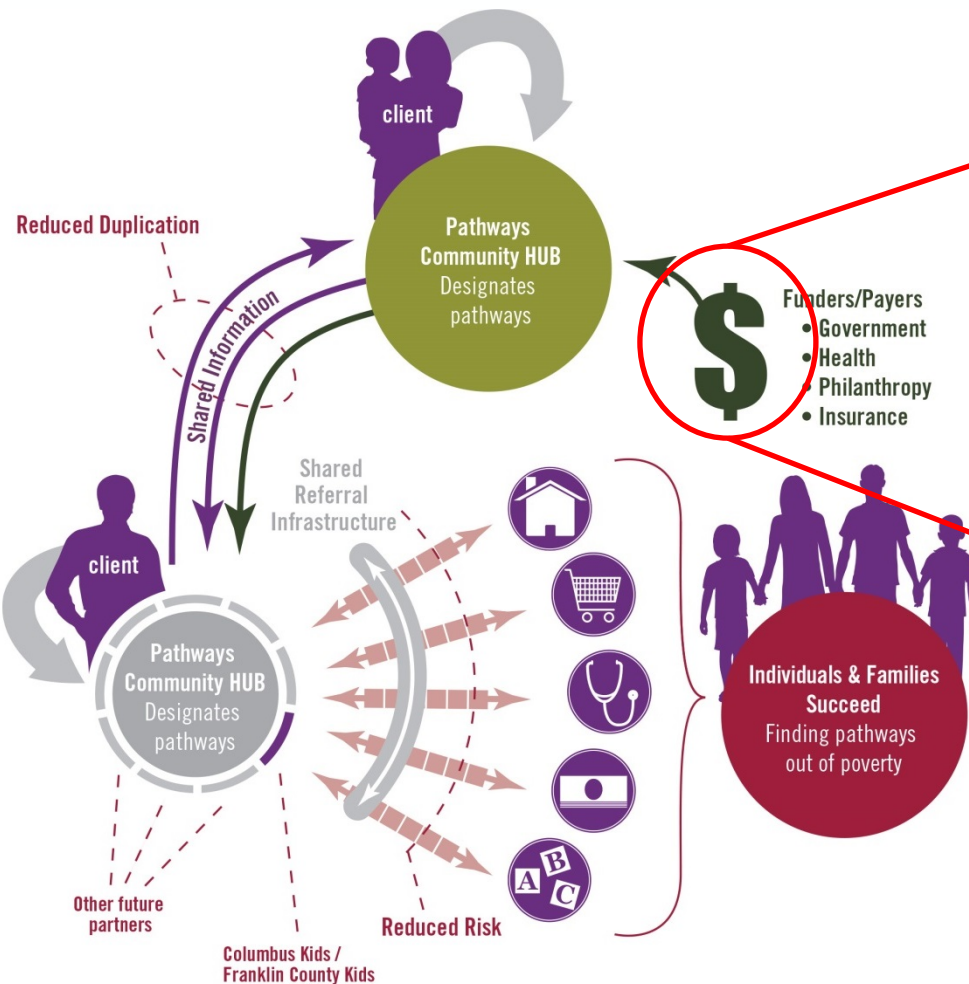 client
Pathways
Community HUB
Designates
pathways
Reduced Duplication
Shared Information
$
Funders/Payers
• Government
• Health
• Philanthropy
• Insurance
Shared
Referral
Infrastructure
client
Pathways
Community HUB
Designates
pathways
A
B
C
Individuals & Families
Succeed
Finding pathways
out of poverty
Other future
partners
Columbus Kids /
Franklin County Kids
Reduced Risk